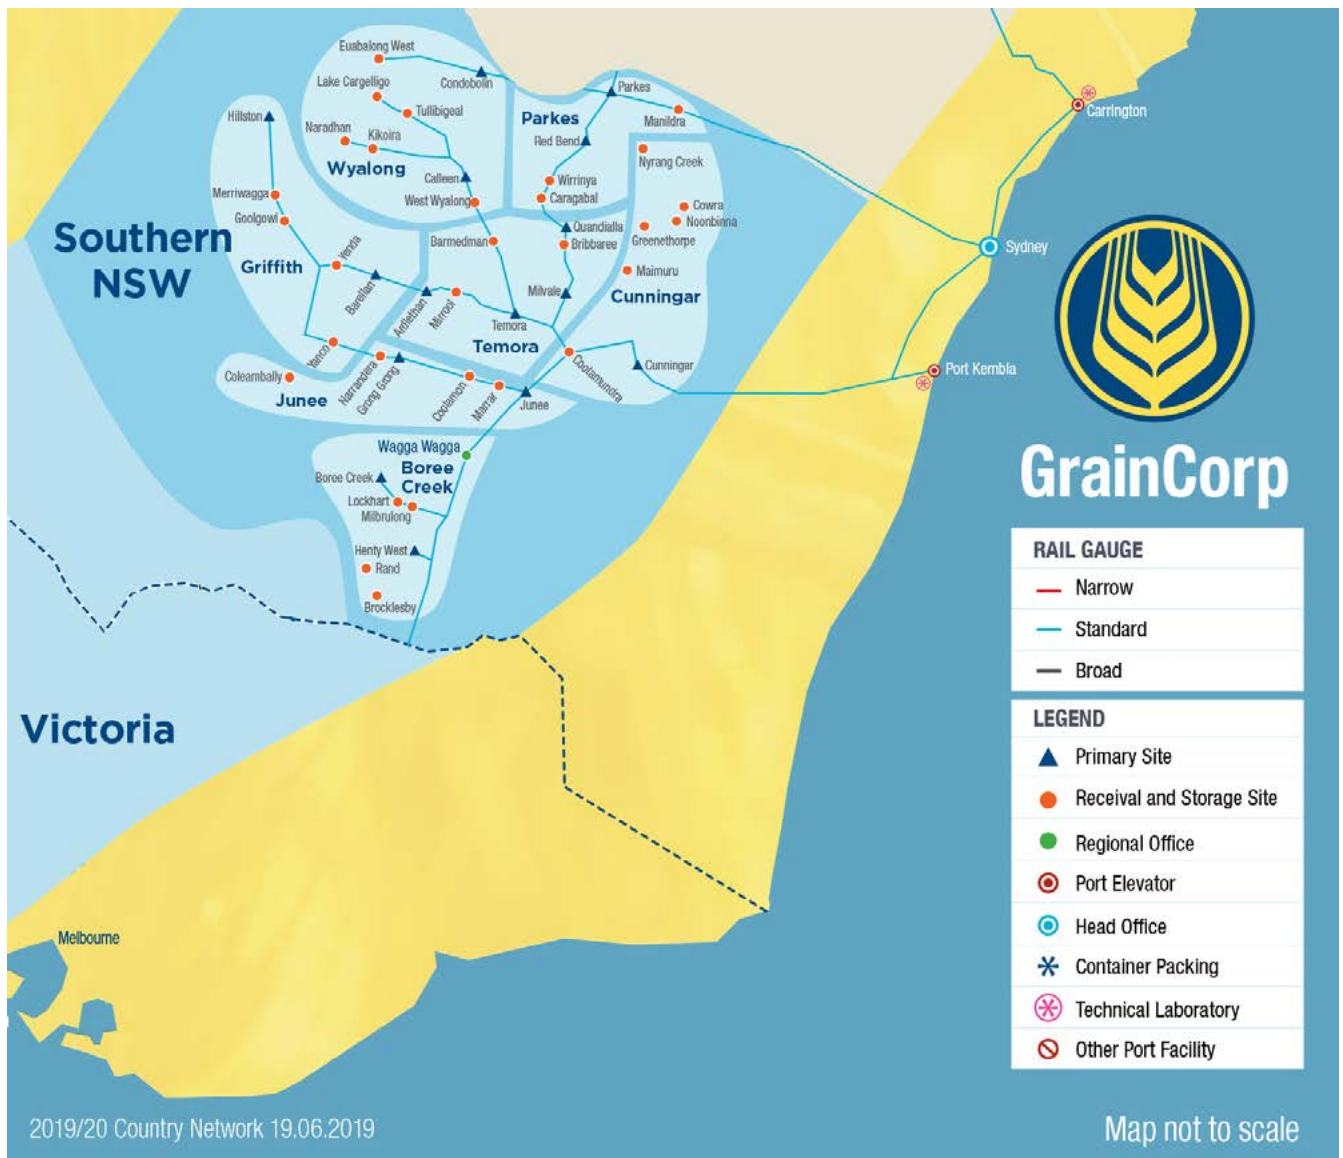 Euabalong West
Condobolin
Lake Cargelligo
Tullibigeal
Naradhan
Kikoira
Wyalong
Calleen
West Wyalong
Parkes
Parkes
Manildra
Red Bend
Wirrinya
Caragabal
Nyrang Creek
Cowra
Noonbinna
Greenethorpe
Maimuru
Cunningar
Cunningar
Cootamundra
Hillston
Merriwagga
Goolgowi
Griffith
Yenda
Barellan
Yanco
Southern
NSW
Barmedman
Quandialla
Bribbaree
Milvale
Ardlethan
Mirrool
Temora
Temora
Coleambally
Junee
Narrandera
Grong Grong
Coolamon
Marrar
Junee
Wagga Wagga
Boree
Creek
Boree Creek
Lockhart
Milbrulong
Henty West
Rand
Brocklesby
Carrington
Sydney
Port Kembla
Victoria
Melbourne
GrainCorp
RAIL GAUGE
Narrow
Standard
Broad
LEGEND
Primary Site
Receival and Storage Site
Regional Office
Port Elevator
Head Office
Container Packing
Technical Laboratory
Other Port Facility
2019/20 Country Network 19.06.2019
Map not to scale